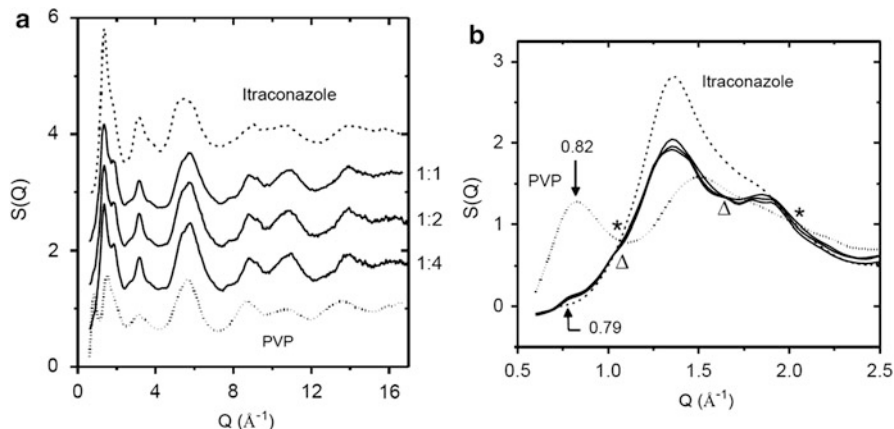 a
6
4
2
0
S(Q)
Itraconazole
1:1
1:2
1:4
PVP
0 4 8 12 16
Q (Å⁻¹)
b
3
2
1
0
S(Q)
Itraconazole
0.82
PVP
*
Δ
Δ
*
0.79
0.5 1.0 1.5 2.0 2.5
Q (Å⁻¹)